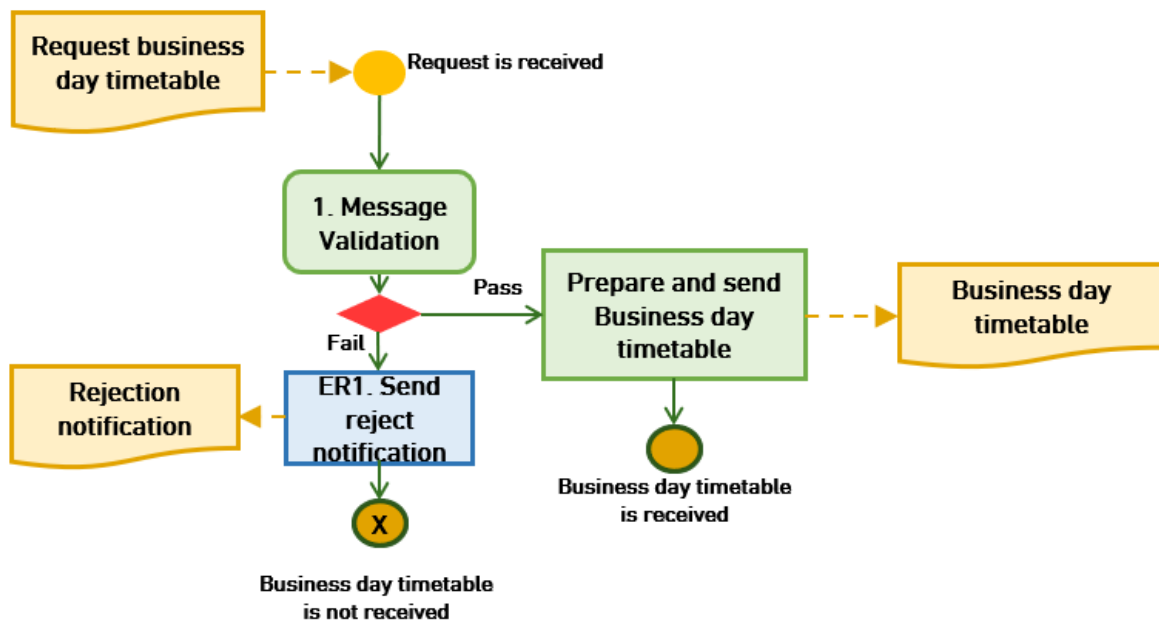 Request business
day timetable
Request is received
1. Message
Validation
Pass
Prepare and send
Business day
timetable
Business day
timetable
Fail
Rejection
notification
ER1. Send
reject
notification
X
Business day timetable
is received
Business day timetable
is not received